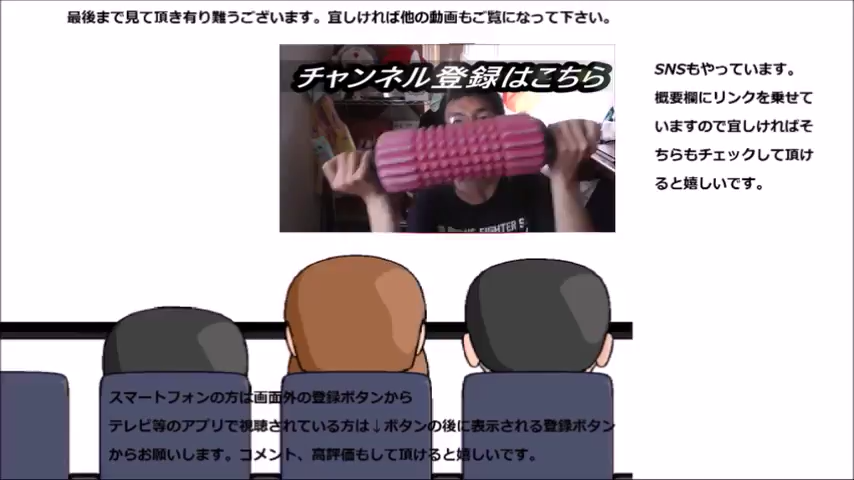 最後まで見て頂き有り難うございます。宜しければ他の動画もご覧になって下さい。
チャンネル登録はこちら
SNSもやっています。
概要欄にリンクを乗せて
いますので宜しければそ
ちらもチェックして頂け
ると嬉しいです。
FIGHTER
スマートフォンの方は画面外の登録ボタンから
テレビ等のアプリで視聴されている方は↓ボタンの後に表示される登録ボタン
からお願いします。コメント、高評価もして頂けると嬉しいです。